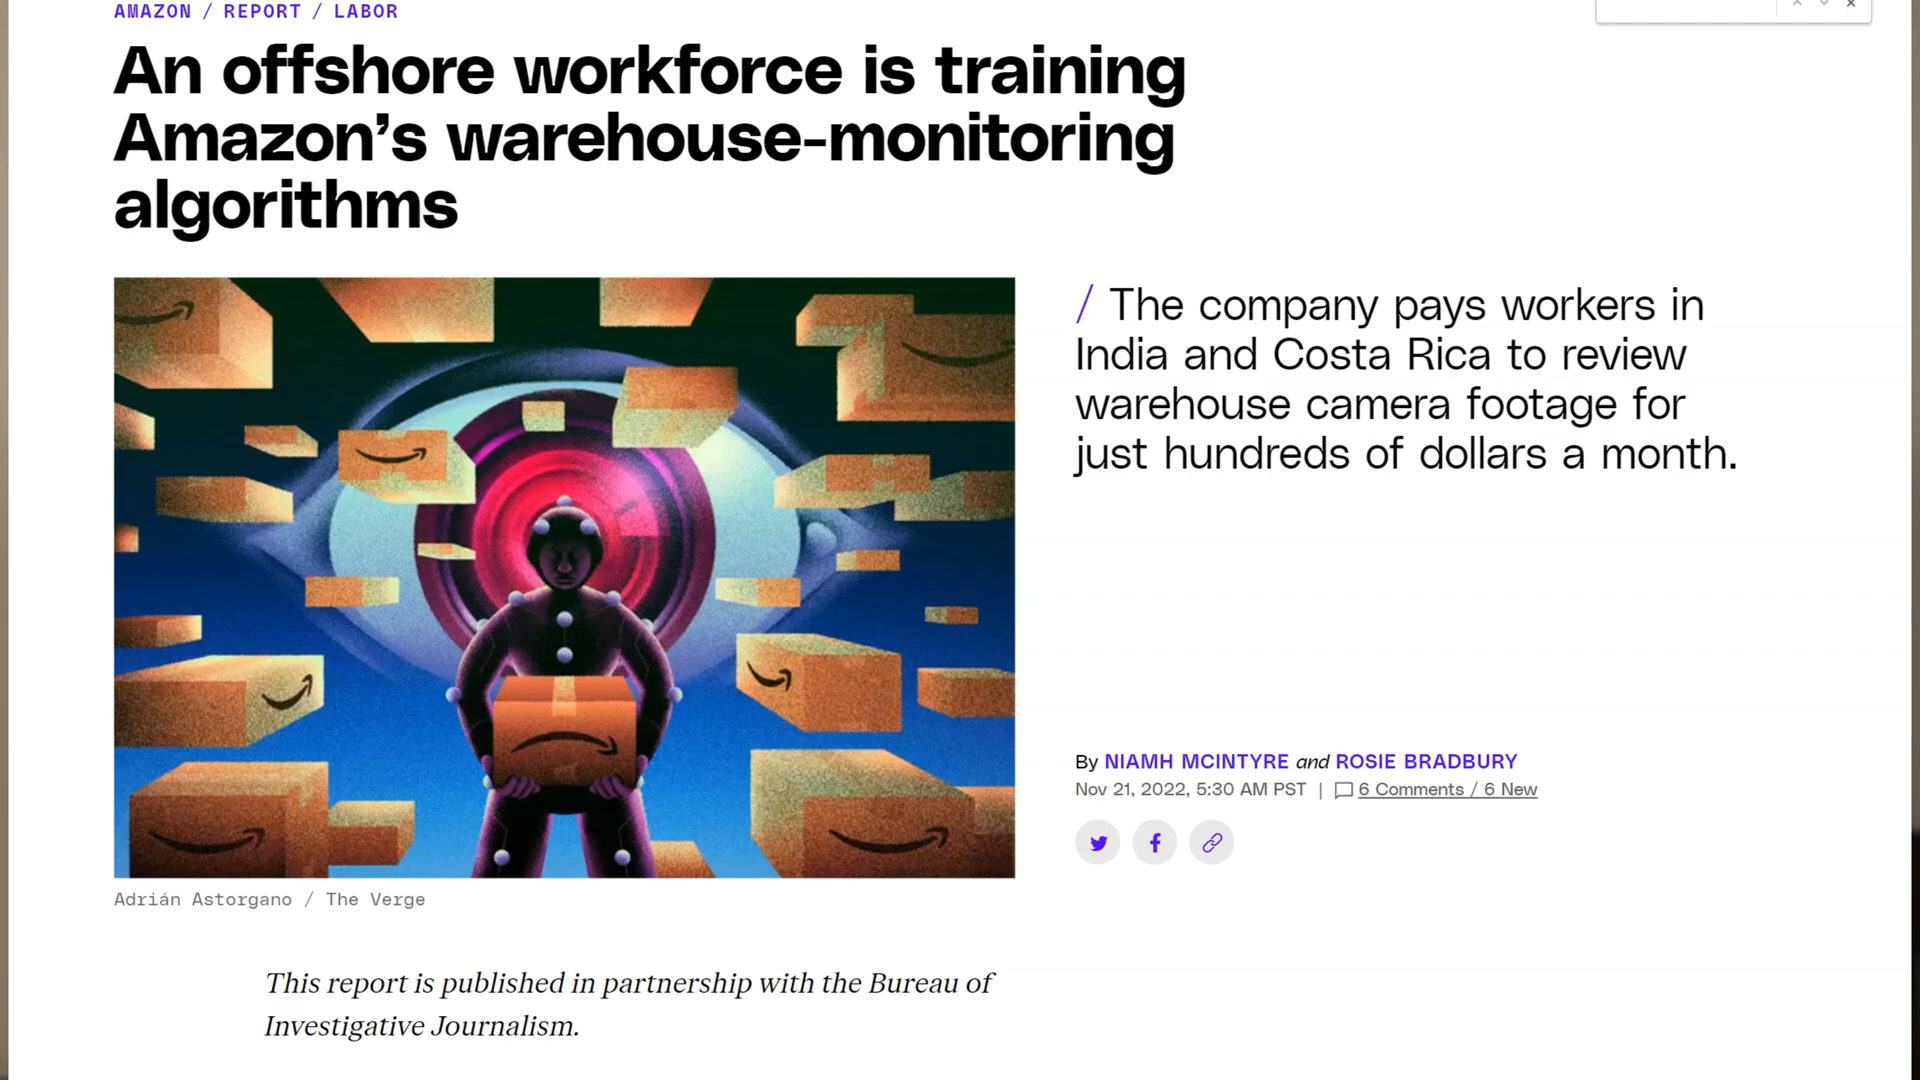 AMAZON / REPORT / LABOR
An offshore workforce is training
Amazon’s warehouse-monitoring
algorithms
/ The company pays workers in
India and Costa Rica to review
warehouse camera footage for
just hundreds of dollars a month.
By NIAMH MCINTYRE and ROSIE BRADBURY
Nov 21, 2022, 5:30 AM PST | 6 Comments / 6 New
Adrián Astorgano / The Verge
This report is published in partnership with the Bureau of
Investigative Journalism.